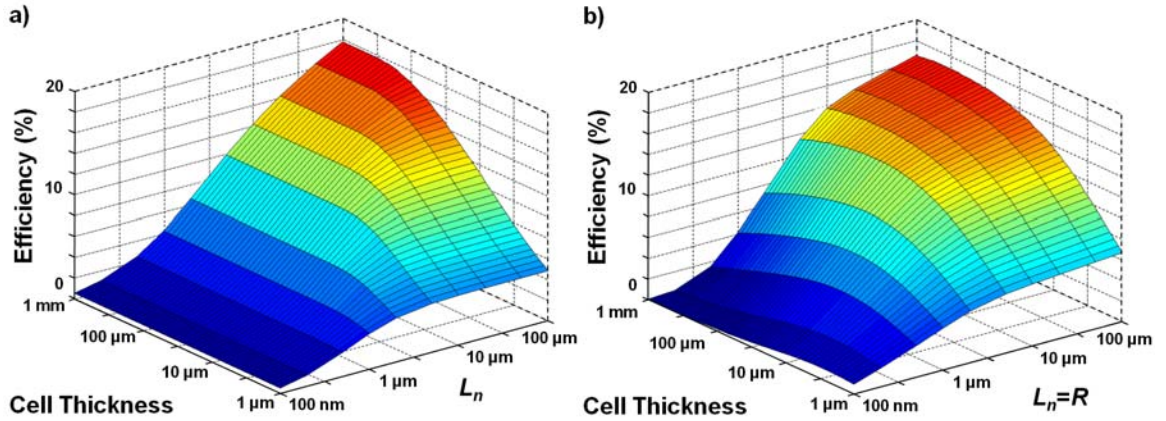 a)
20
10
0
Efficiency (%)
1 mm
100 µm
10 µm
1 µm
Cell Thickness
100 nm
1 µm
10 µm
100 µm
Ln
b)
20
10
0
Efficiency (%)
1 mm
100 µm
10 µm
1 µm
Cell Thickness
100 nm
1 µm
10 µm
100 µm
Ln=R